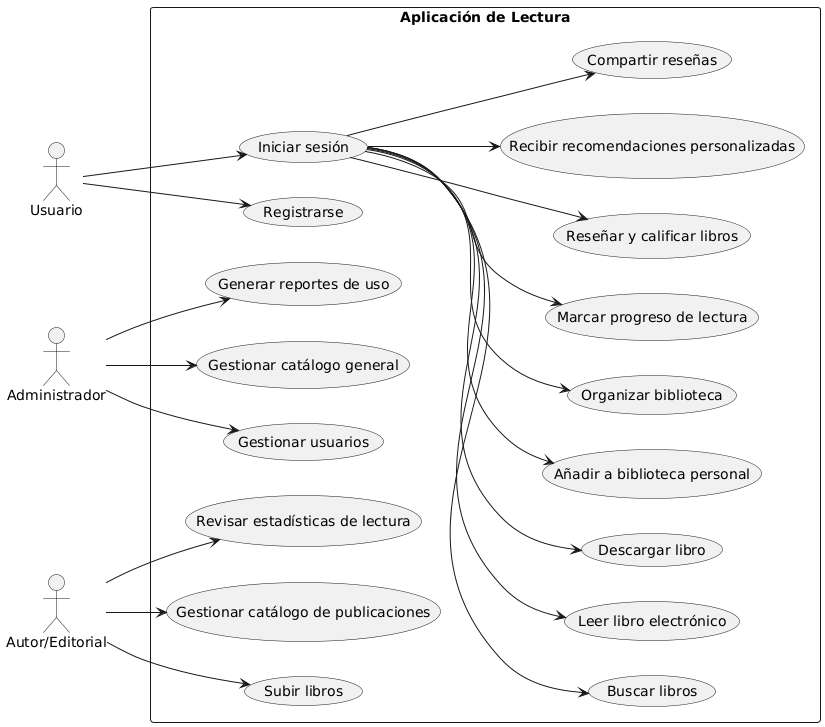 Aplicación de Lectura
Usuario
Administrador
Autor/Editorial
Iniciar sesión
Registrarse
Generar reportes de uso
Gestionar catálogo general
Gestionar usuarios
Revisar estadísticas de lectura
Gestionar catálogo de publicaciones
Subir libros
Compartir reseñas
Recibir recomendaciones personalizadas
Reseñar y calificar libros
Marcar progreso de lectura
Organizar biblioteca
Añadir a biblioteca personal
Descargar libro
Leer libro electrónico
Buscar libros